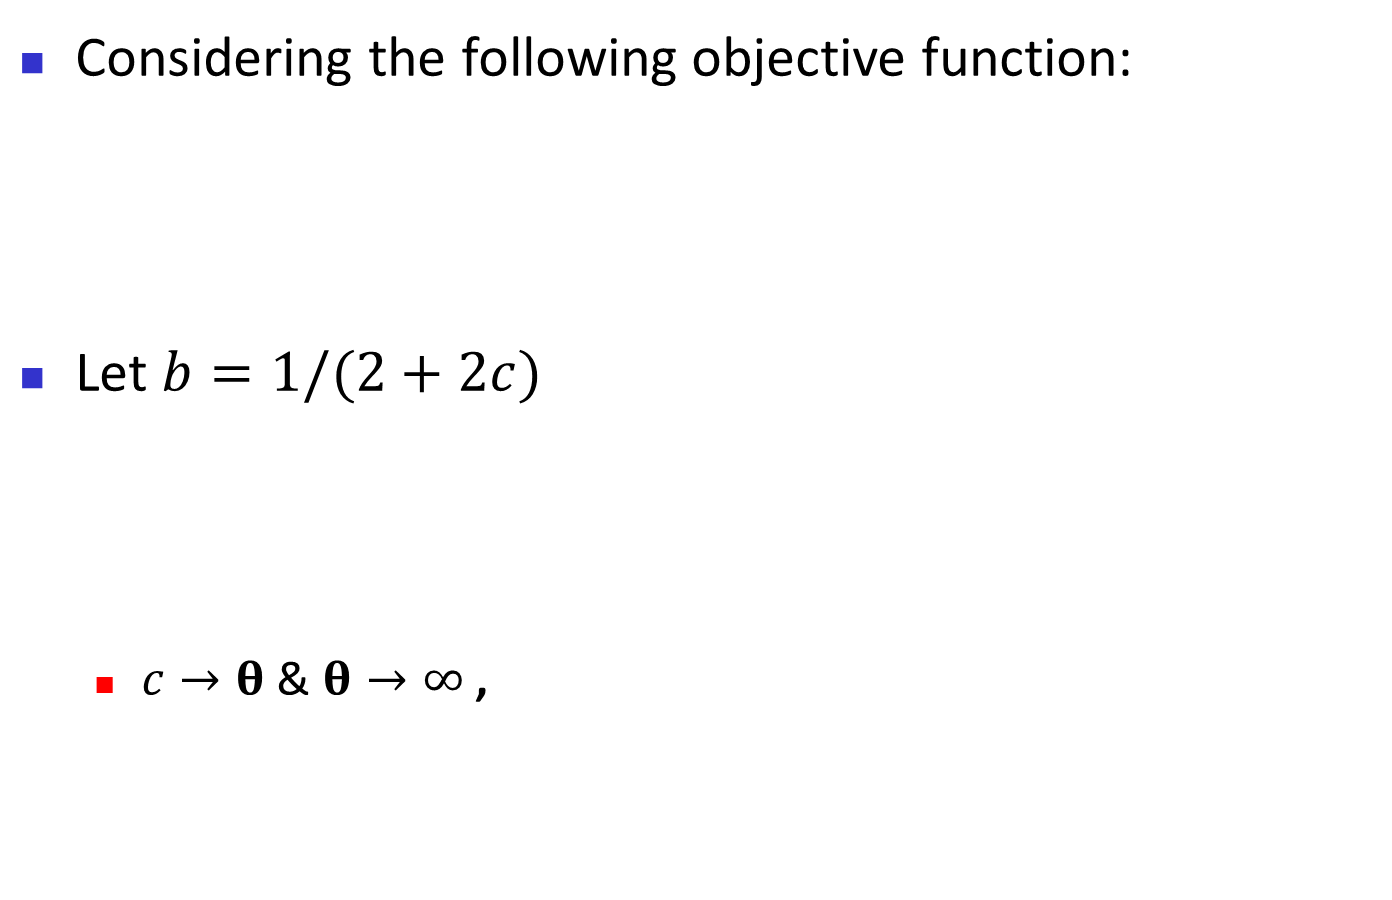 Considering the following objective function:
Let 𝑏 = 1/(2 + 2𝑐)
𝑐 → 𝛉 & 𝛉 → ∞ ,